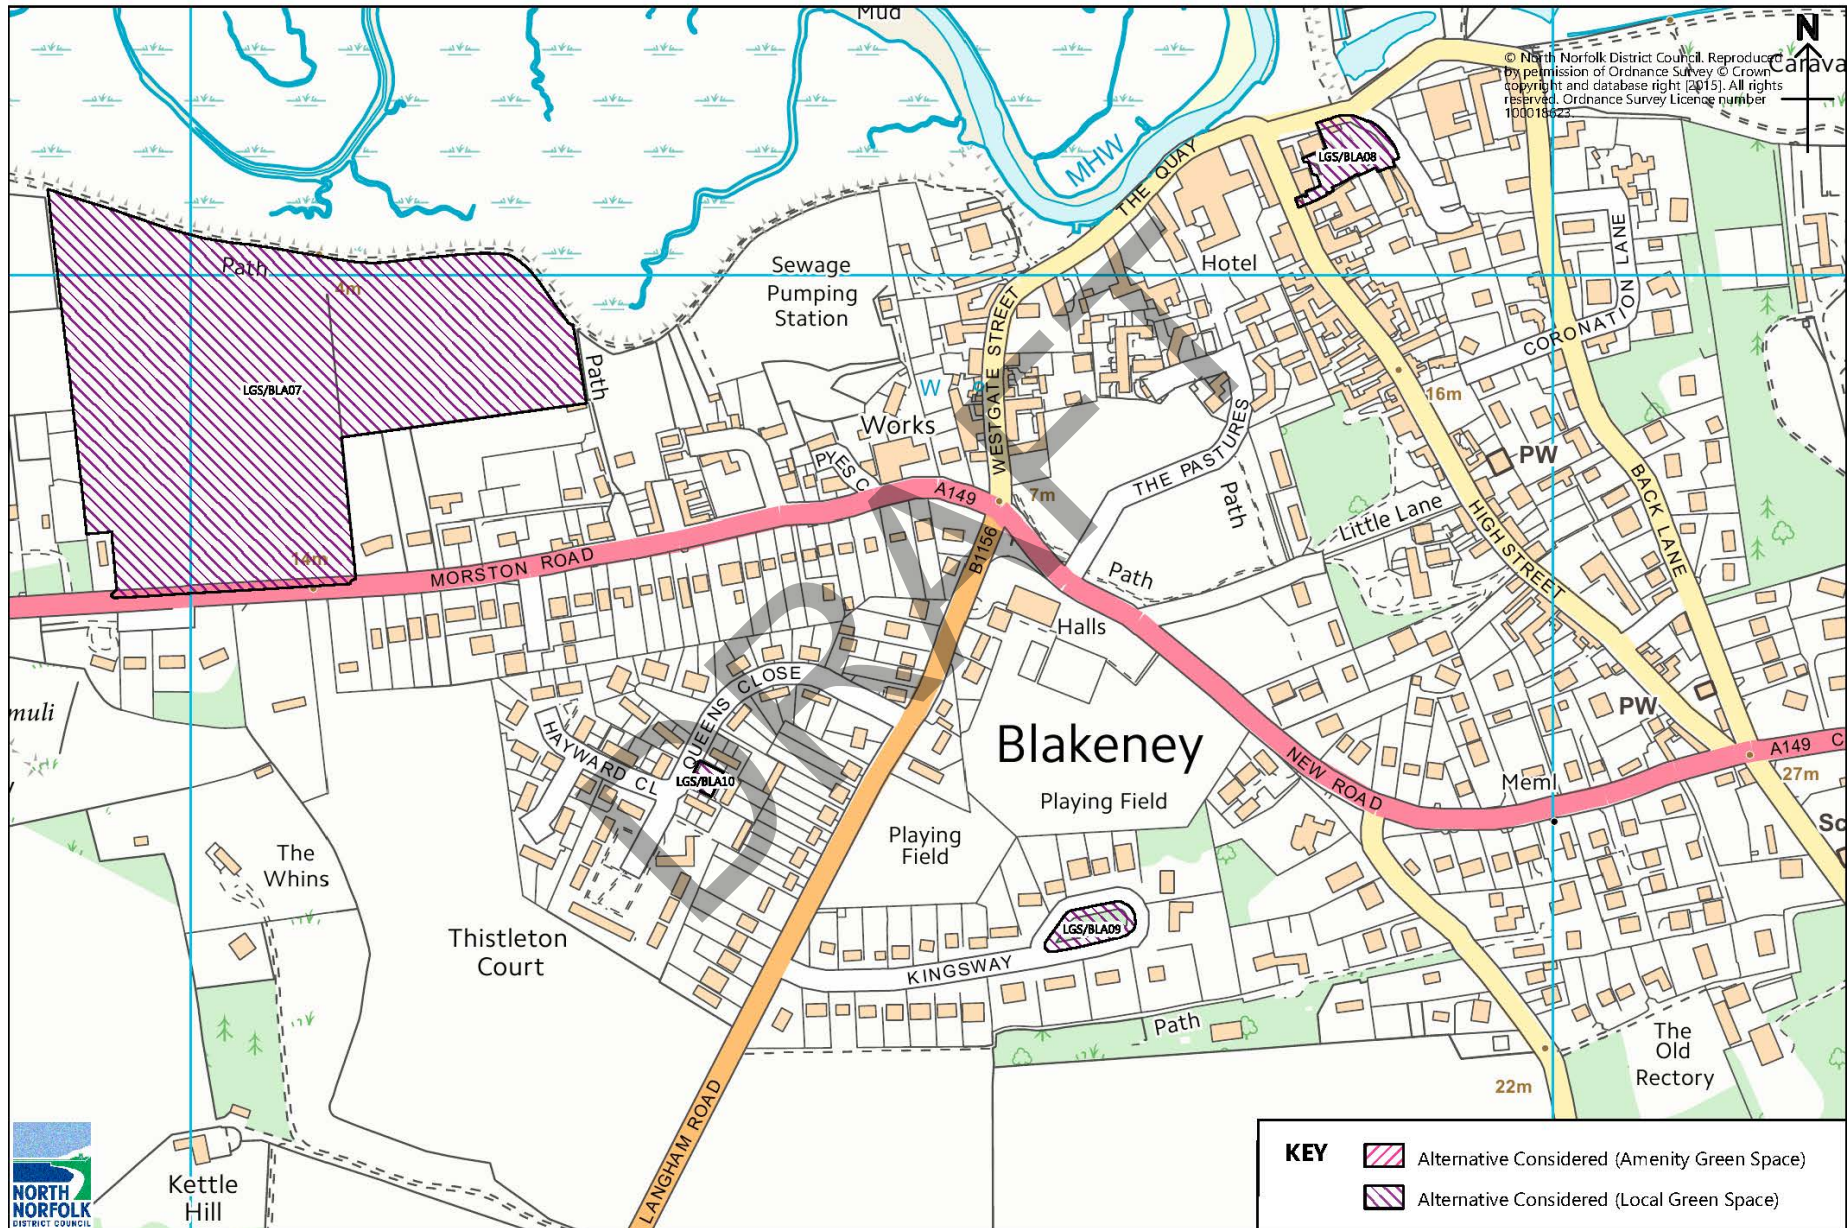 Mud
N
© North Norfolk District Council. Reproduced
by permission of Ordnance Survey © Crown
copyright and database right [2015]. All rights
reserved. Ordnance Survey Licence number
100018623.
Carava
MHW
THE QUAY
LGS/BLA08
Hotel
CORONATION LANE
Path
4m
LGS/BLA07
14m
Path
Sewage
Pumping
Station
WESTGATE STREET
W
Works
PYES C
A149
7m
B1156
THE PASTURES
Path
16m
PW
Little Lane
HIGH STREET
BACK LANE
MORSTON ROAD
Path
Halls
muli
HAYWARD CL
QUEENS CLOSE
LGS/BLA10
DRAFT
Blakeney
Playing Field
NEW ROAD
Meml
PW
A149 C
27m
Sc
The
Whins
Playing
Field
Thistleton
Court
LGS/BLA09
KINGSWAY
Path
22m
The
Old
Rectory
LANGHAM ROAD
Kettle
Hill
NORTH
NORFOLK
DISTRICT COUNCIL
KEY
Alternative Considered (Amenity Green Space)
Alternative Considered (Local Green Space)